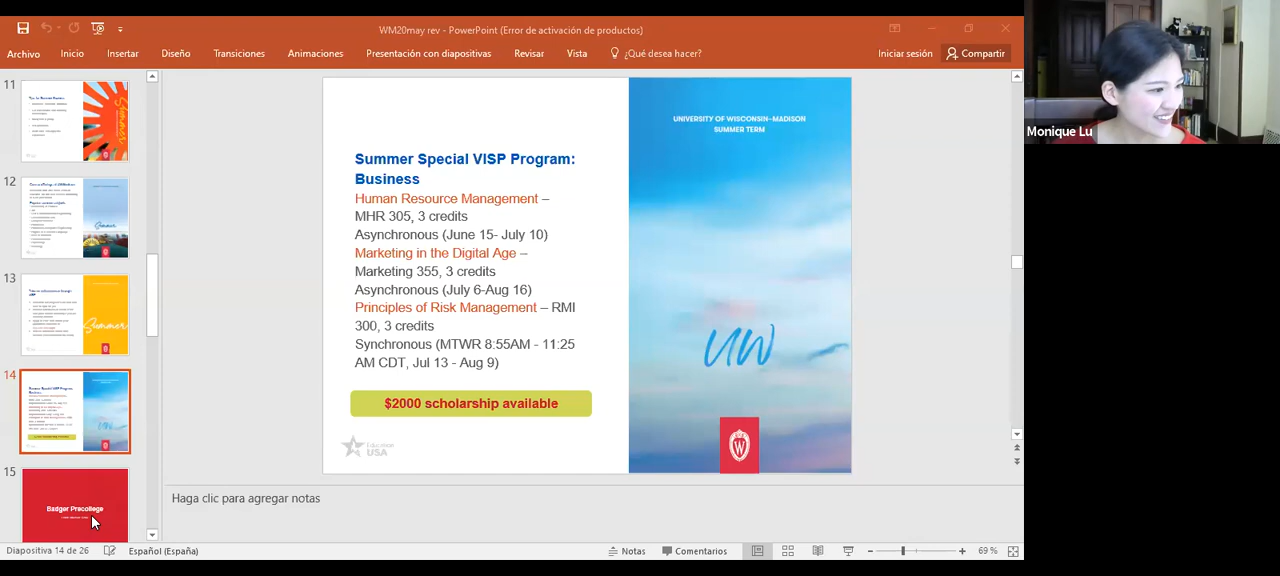 WM20may rev - PowerPoint (Error de activación de productos)
Archivo Inicio Insertar Diseño Transiciones Animaciones Presentación con diapositivas Revisar Vista ¿Qué desea hacer? Iniciar sesión Compartir
11
12
13
Summer
14
15
Badger Precollege
UNIVERSITY OF WISCONSIN–MADISON
SUMMER TERM
Summer Special VISP Program:
Business
Human Resource Management –
MHR 305, 3 credits
Asynchronous (June 15- July 10)
Marketing in the Digital Age –
Marketing 355, 3 credits
Asynchronous (July 6-Aug 16)
Principles of Risk Management – RMI
300, 3 credits
Synchronous (MTWR 8:55AM - 11:25
AM CDT, Jul 13 - Aug 9)
$2000 scholarship available
Education
USA
UW
W
Haga clic para agregar notas
Diapositiva 14 de 26 Español (España) Notas Comentarios 69 %
Monique Lu